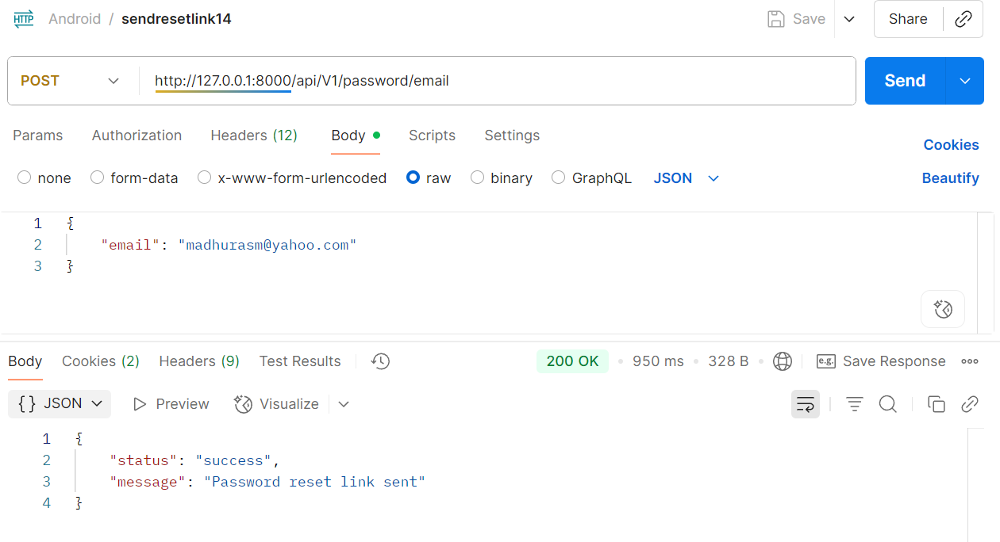 HTTP Android / sendresetlink14 Save Share
POST http://127.0.0.1:8000/api/V1/password/email Send
Params Authorization Headers (12) Body Scripts Settings Cookies
none form-data x-www-form-urlencoded raw binary GraphQL JSON Beautify
1 {
2 "email": "madhurasm@yahoo.com"
3 }
Body Cookies (2) Headers (9) Test Results 200 OK • 950 ms • 328 B • e.g. Save Response
{} JSON Preview Visualize
1 {
2 "status": "success",
3 "message": "Password reset link sent"
4 }